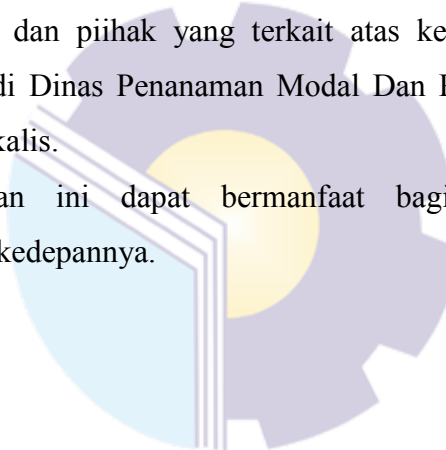 dan piihak yang terkait atas ke
di Dinas Penanaman Modal Dan
kalis.
an ini dapat bermanfaat bagi
kedepannya.